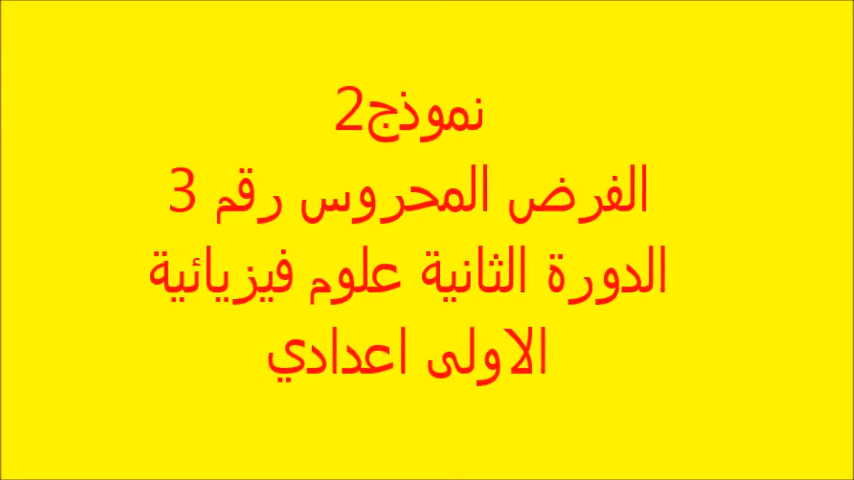 نموذج2
الفرض المحروس رقم 3
الدورة الثانية علوم فيزيائية
الاولى اعدادي